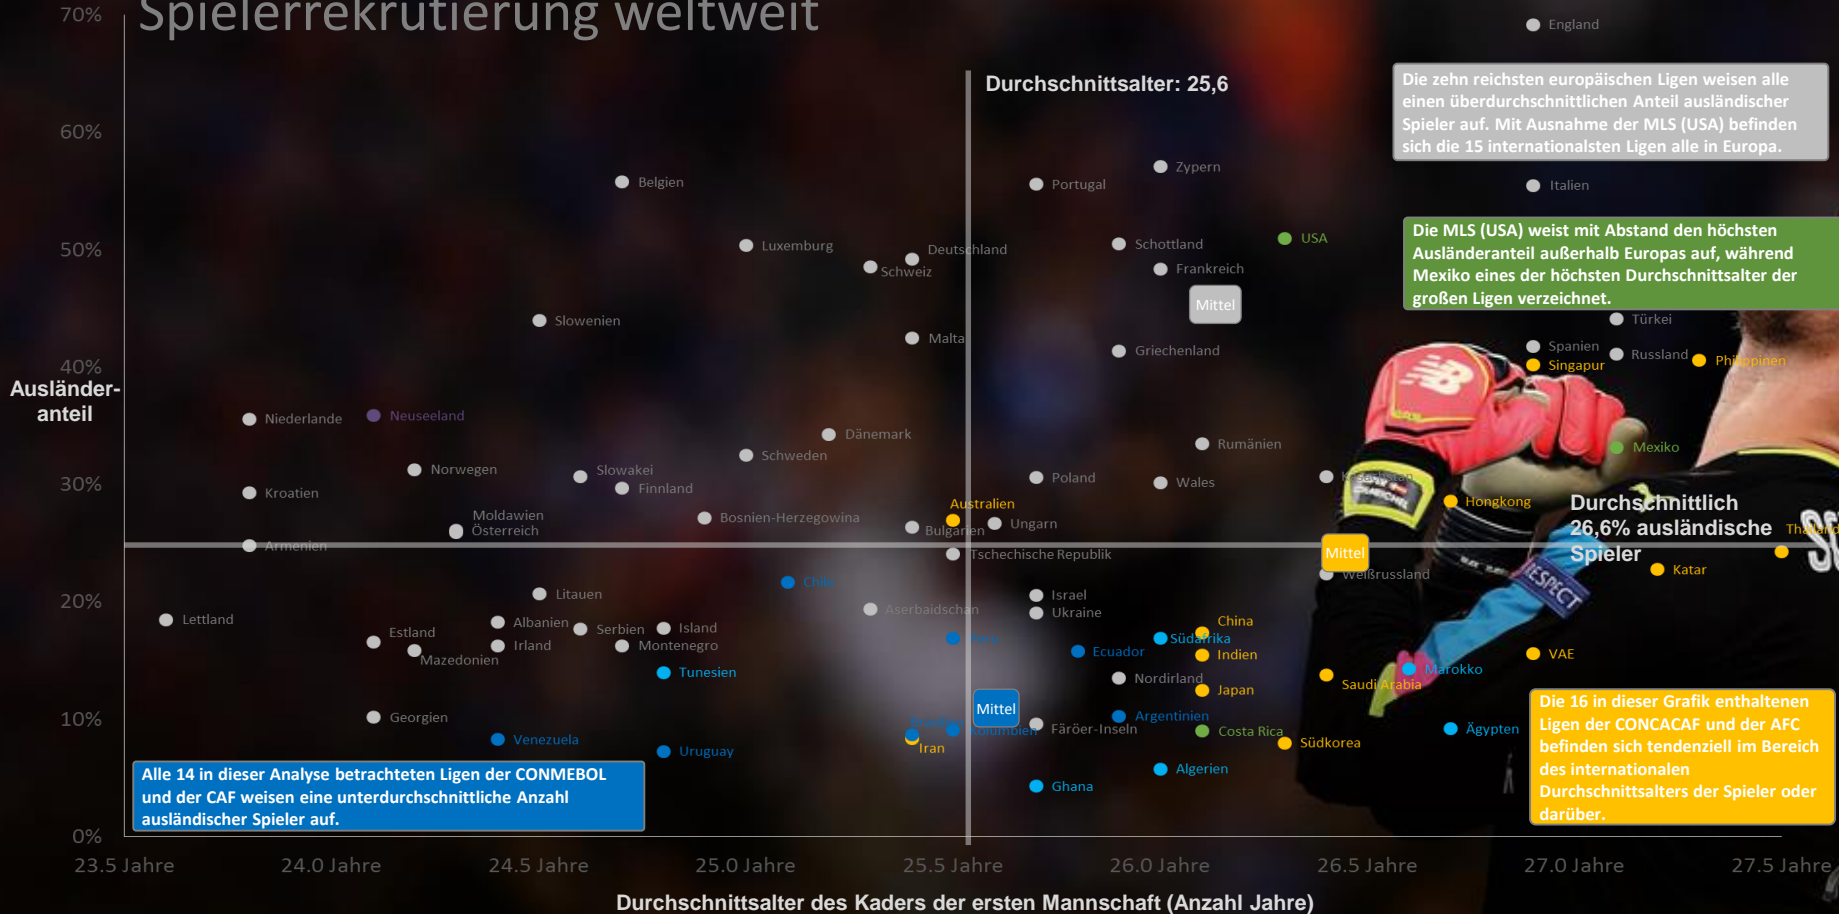 Spielerrekrutierung weltweit
70%
England
Durchschnittsalter: 25,6
Die zehn reichsten europäischen Ligen weisen alle
einen überdurchschnittlichen Anteil ausländischer
Spieler auf. Mit Ausnahme der MLS (USA) befinden
sich die 15 internationalsten Ligen alle in Europa.
60%
Zypern
Belgien
Portugal
Italien
50%
Luxemburg
Deutschland
Schottland
USA
Schweiz
Frankreich
Die MLS (USA) weist mit Abstand den höchsten
Ausländeranteil außerhalb Europas auf, während
Mexiko eines der höchsten Durchschnittsalter der
großen Ligen verzeichnet.
Mittel
Slowenien
Türkei
Malta
Griechenland
Spanien
Russland
40%
Singapur
Philippinen
Ausländer-
anteil
Niederlande
Neuseeland
Dänemark
Rumänien
Mexiko
Schweden
Norwegen
Slowakei
30%
Finnland
Poland
Wales
Kroatien
Australien
Hongkong
Durchschnittlich
26,6% ausländische
Spieler
Moldawien
Österreich
Bosnien-Herzegowina
Bulgarien
Ungarn
Armenien
Tschechische Republik
Mittel
Weißrussland
Katar
Chile
20%
Litauen
Aserbaidschan
Israel
Ukraine
Lettland
Albanien
Serbien
Island
China
Estland
Irland
Montenegro
Südafrika
Mazedonien
Ecuador
Indien
VAE
Tunesien
Nordirland
Marokko
Saudi Arabia
Japan
RESPECT
10%
Georgien
Mittel
Argentinien
Färöer-Inseln
Costa Rica
Ägypten
Venezuela
Kolumbien
Iran
Südkorea
Uruguay
Algerien
Ghana
Die 16 in dieser Grafik enthaltenen
Ligen der CONCACAF und der AFC
befinden sich tendenziell im Bereich
des internationalen
Durchschnittsalters der Spieler oder
darüber.
Alle 14 in dieser Analyse betrachteten Ligen der CONMEBOL
und der CAF weisen eine unterdurchschnittliche Anzahl
ausländischer Spieler auf.
0%
23.5 Jahre 24.0 Jahre 24.5 Jahre 25.0 Jahre 25.5 Jahre 26.0 Jahre 26.5 Jahre 27.0 Jahre 27.5 Jahre
Durchschnittsalter des Kaders der ersten Mannschaft (Anzahl Jahre)